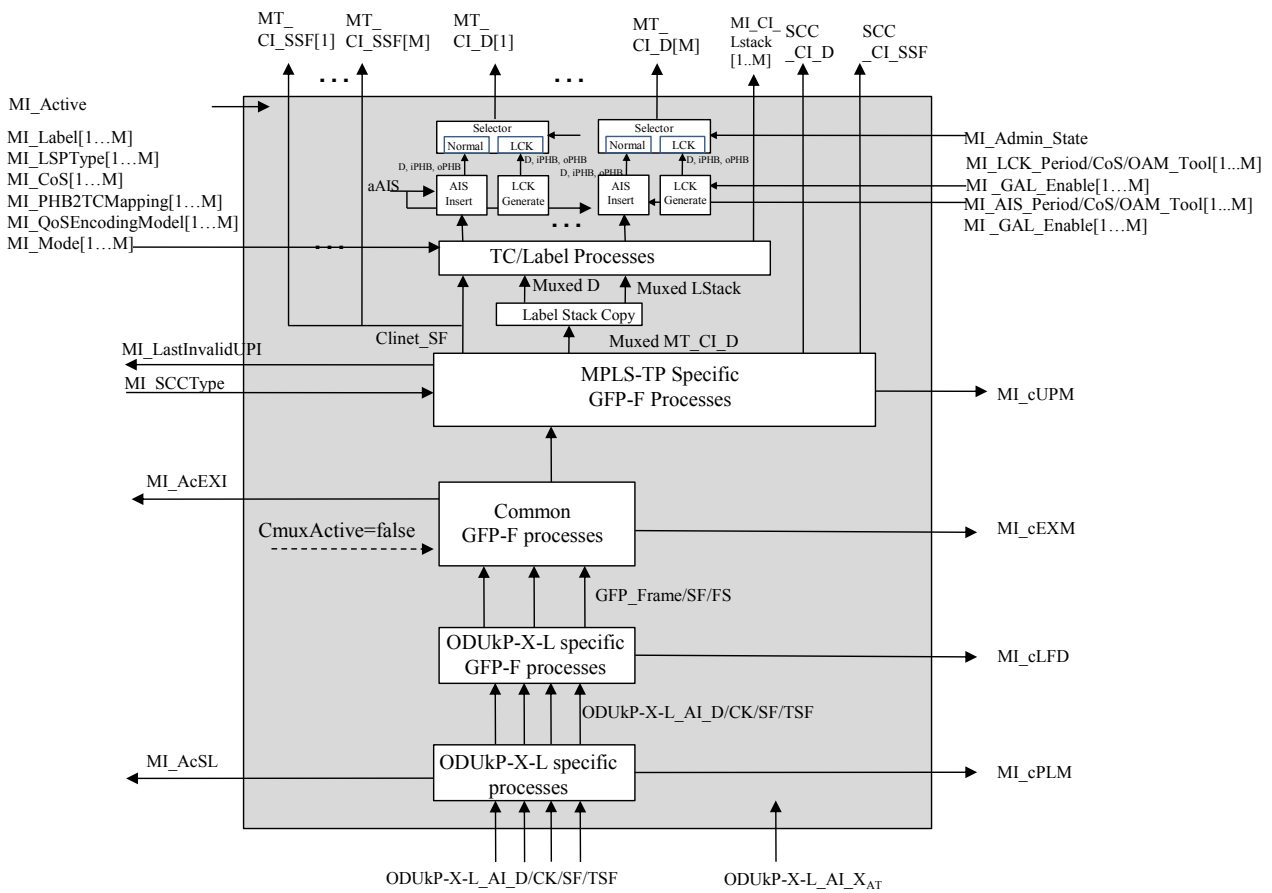 MT_
CI_SSF[1]
MT_
CI_SSF[M]
MT_
CI_D[1]
MT_
CI_D[M]
MI_CI_
Lstack
[1..M]
SCC
_CI_D
SCC
_CI_SSF
. . .
. . .
MI_Active
MI_Label[1…M]
MI_LSPType[1…M]
MI_CoS[1…M]
MI_PHB2TCMapping[1…M]
MI_QoSEncodingModel[1…M]
MI_Mode[1…M]
Selector
Normal
LCK
Selector
Normal
LCK
D, iPHB, oPHB
D, iPHB, oPHB
D, iPHB, oPHB
D, iPHB, oPHB
aAIS
AIS
Insert
LCK
Generate
AIS
Insert
LCK
Generate
. . .
. . .
MI_Admin_State
MI_LCK_Period/CoS/OAM_Tool[1...M]
MI _GAL_Enable[1…M]
MI_AIS_Period/CoS/OAM_Tool[1...M]
MI _GAL_Enable[1…M]
TC/Label Processes
Muxed D
Muxed LStack
Label Stack Copy
Clinet_SF
Muxed MT_CI_D
MI_LastInvalidUPI
MI_SCCType
MPLS-TP Specific
GFP-F Processes
MI_cUPM
MI_AcEXI
Common
GFP-F processes
CmuxActive=false
MI_cEXM
GFP_Frame/SF/FS
ODUkP-X-L specific
GFP-F processes
MI_cLFD
ODUkP-X-L_AI_D/CK/SF/TSF
MI_AcSL
ODUkP-X-L specific
processes
MI_cPLM
ODUkP-X-L_AI_D/CK/SF/TSF
ODUkP-X-L_AI_X_AT